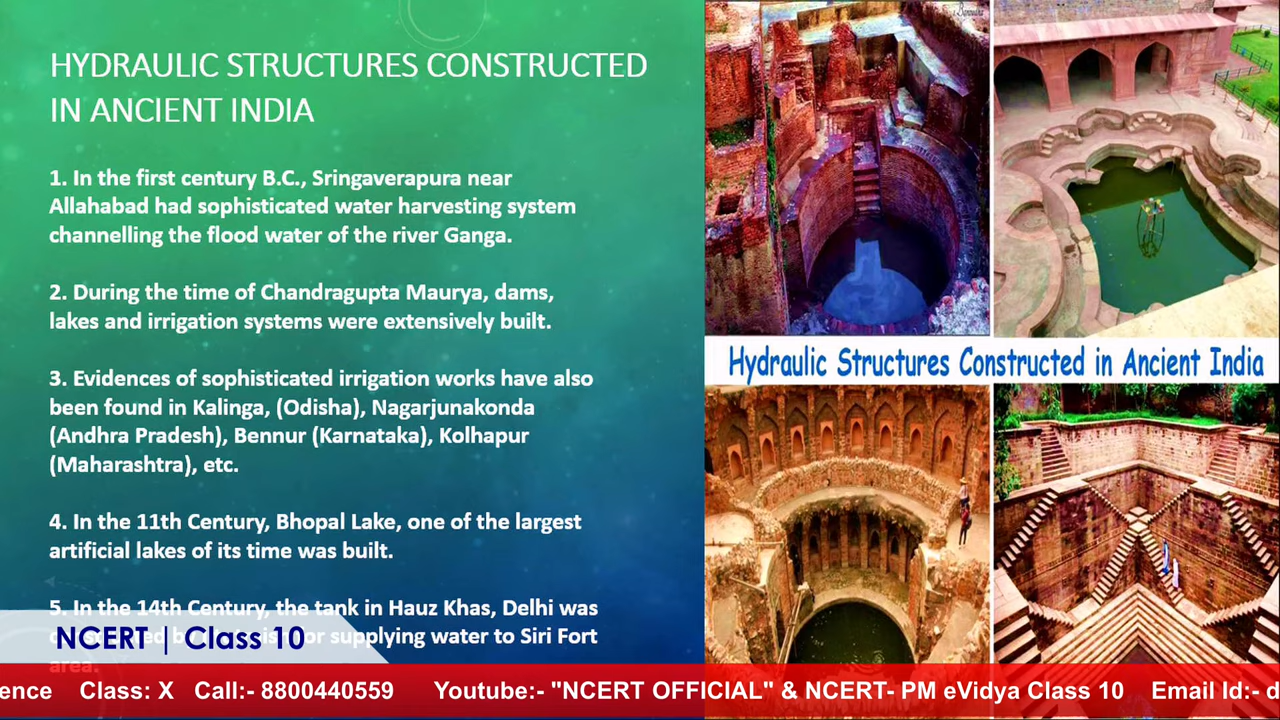 HYDRAULIC STRUCTURES CONSTRUCTED
IN ANCIENT INDIA
1. In the first century B.C., Sringaverapura near
Allahabad had sophisticated water harvesting system
channelling the flood water of the river Ganga.
2. During the time of Chandragupta Maurya, dams,
lakes and irrigation systems were extensively built.
3. Evidences of sophisticated irrigation works have also
been found in Kalinga, (Odisha), Nagarjunakonda
(Andhra Pradesh), Bennur (Karnataka), Kolhapur
(Maharashtra), etc.
4. In the 11th Century, Bhopal Lake, one of the largest
artificial lakes of its time was built.
5. In the 14th Century, the tank in Hauz Khas, Delhi was
supplying water to Siri Fort
area.
Hydraulic Structures Constructed in Ancient India
NCERT | Class 10
ence Class: X Call:- 8800440559 Youtube:- "NCERT OFFICIAL" & NCERT- PM eVidya Class 10 Email Id:- d